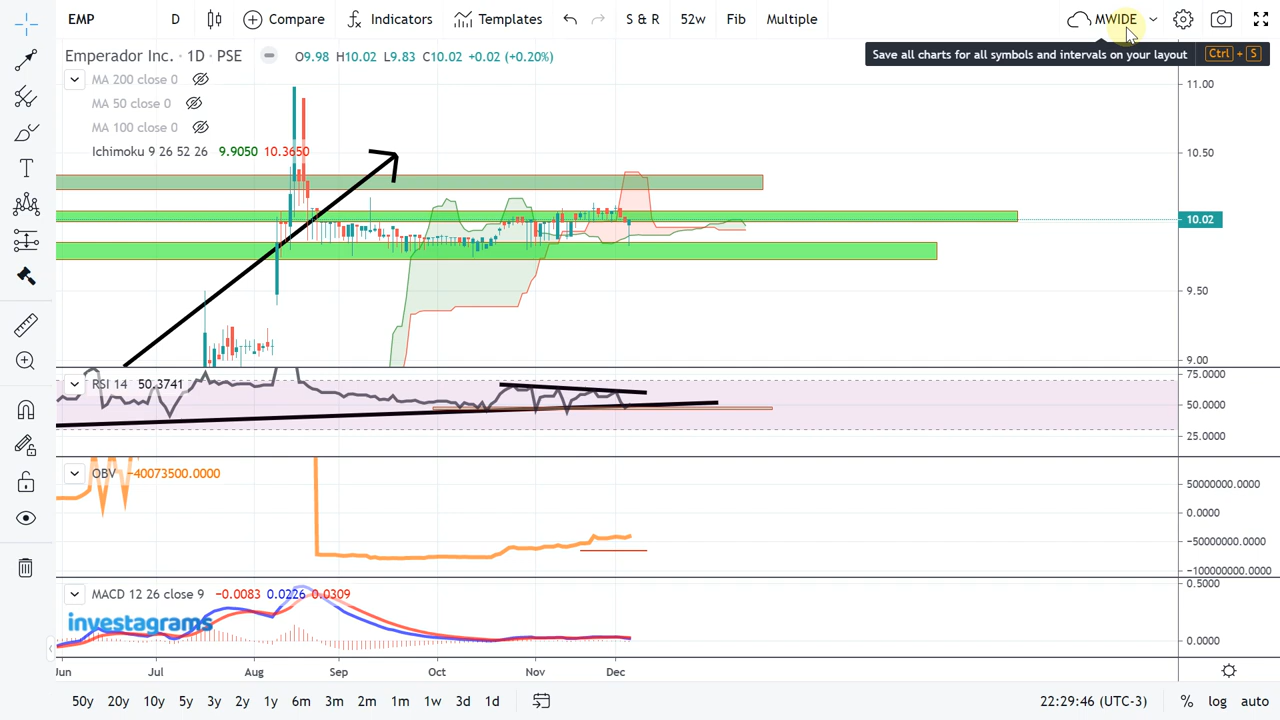 EMP D Compare Indicators Templates S & R 52w Fib Multiple MWIDE
Save all charts for all symbols and intervals on your layout Ctrl + S
Emperador Inc. · 1D · PSE O9.98 H10.02 L9.83 C10.02 +0.02 (+0.20%)
MA 200 close 0
MA 50 close 0
MA 100 close 0
Ichimoku 9 26 52 26 9.9050 10.3650
11.00
10.50
10.02
9.50
9.00
RSI 14 50.3741
75.0000
50.0000
25.0000
OBV −40073500.0000
50000000.0000
0.0000
−50000000.0000
−100000000.0000
MACD 12 26 close 9 −0.0083 0.0226 0.0309
0.5000
0.0000
investagrams
Jun Jul Aug Sep Oct Nov Dec
50y 20y 10y 5y 3y 2y 1y 6m 3m 2m 1m 1w 3d 1d 22:29:46 (UTC-3) % log auto